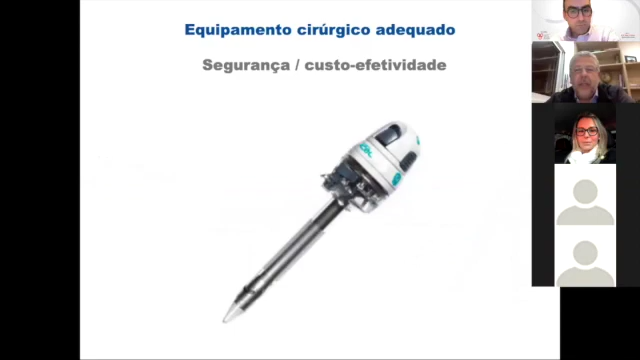 Equipamento cirúrgico adequado
Segurança / custo-efetividade